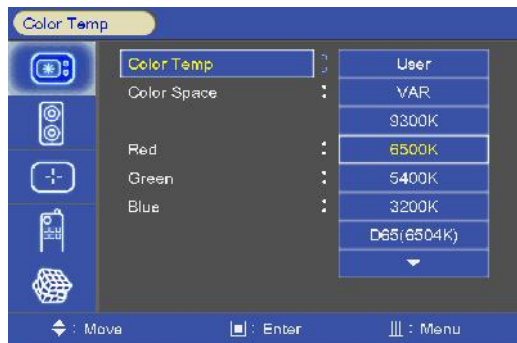 Color Temp
Color Temp : User
Color Space : VAR
9300K
Red : 6500K
Green : 5400K
Blue : 3200K
D65(6504K)
: Move : Enter : Menu